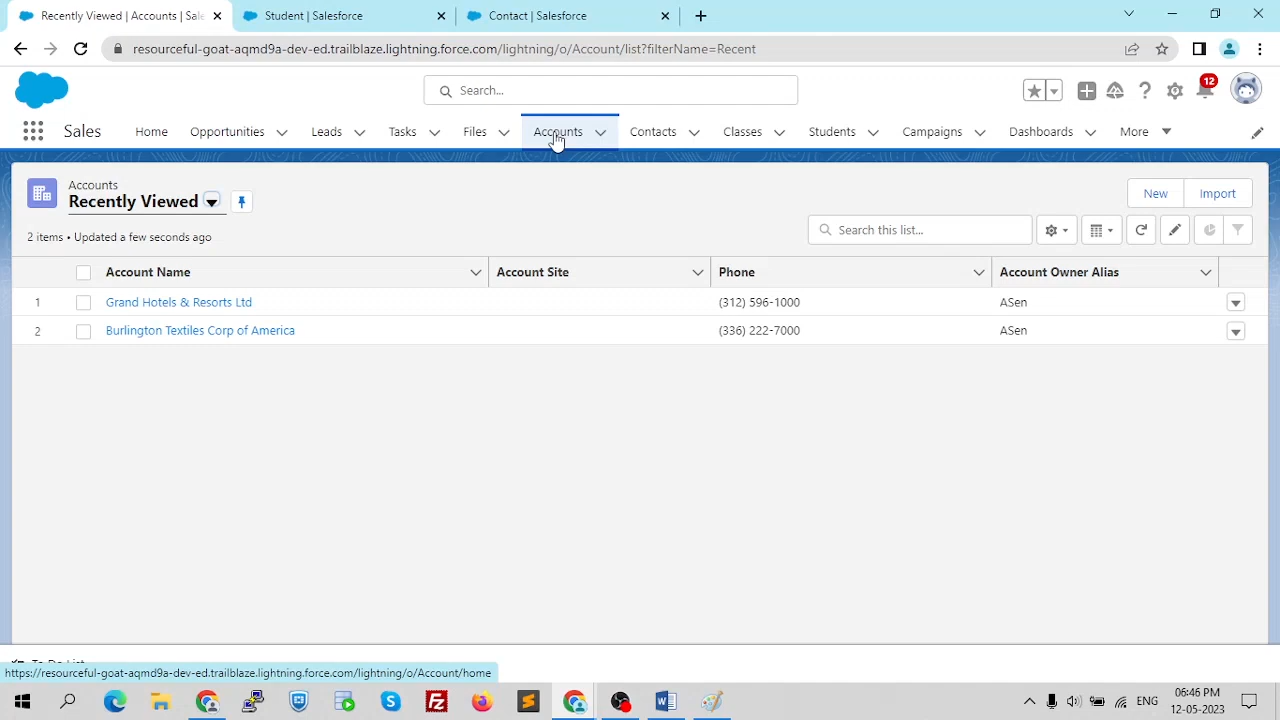 Recently Viewed | Accounts | Sale
Student | Salesforce
Contact | Salesforce
resourceful-goat-aqmd9a-dev-ed.trailblaze.lightning.force.com/lightning/o/Account/list?filterName=Recent
Search...
12
Sales
Home
Opportunities
Leads
Tasks
Files
Accounts
Contacts
Classes
Students
Campaigns
Dashboards
More
Accounts
Recently Viewed
New
Import
2 items • Updated a few seconds ago
Search this list...
Account Name
Account Site
Phone
Account Owner Alias
1 Grand Hotels & Resorts Ltd (312) 596-1000 ASen
2 Burlington Textiles Corp of America (336) 222-7000 ASen
To Do List
https://resourceful-goat-aqmd9a-dev-ed.trailblaze.lightning.force.com/lightning/o/Account/home
ENG
06:46 PM
12-05-2023